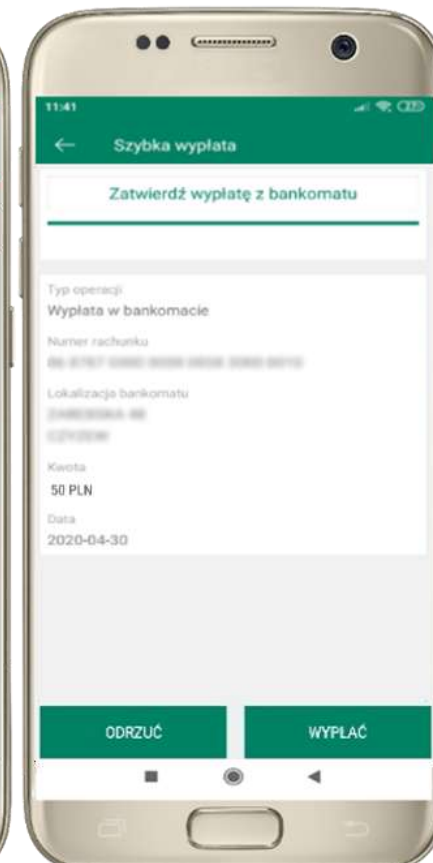 11:41
Szybka wypłata
Zatwierdź wypłatę z bankomatu
Typ operacji
Wypłata w bankomacie
Numer rachunku
Lokalizacja bankomatu
Kwota
50 PLN
Data
2020-04-30
ODRZUĆ
WYPŁAĆ